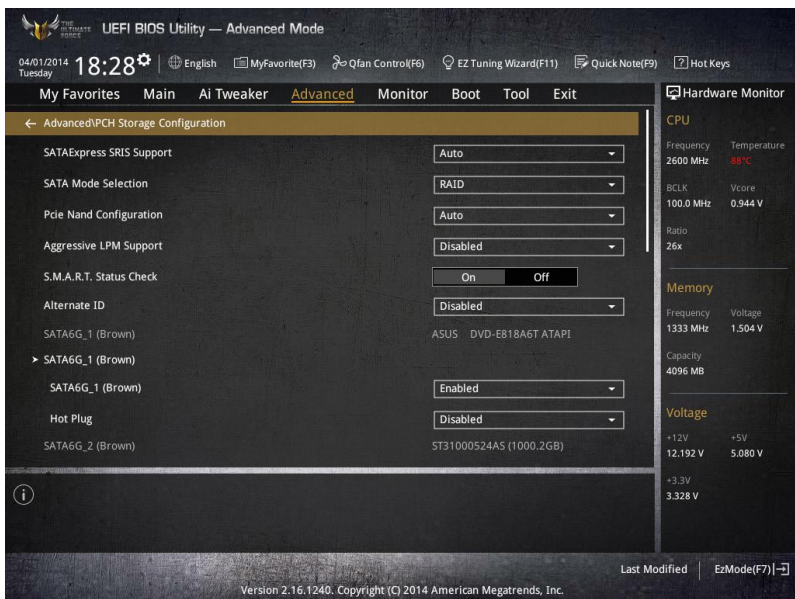 THE ULTIMATE FORCE
UEFI BIOS Utility — Advanced Mode
04/01/2014 Tuesday 18:28 English MyFavorite(F3) Qfan Control(F6) EZ Tuning Wizard(F11) Quick Note(F9) ? Hot Keys
My Favorites Main Ai Tweaker Advanced Monitor Boot Tool Exit
Hardware Monitor
← Advanced\PCH Storage Configuration
SATAExpress SRIS Support Auto
SATA Mode Selection RAID
Pcie Nand Configuration Auto
Aggressive LPM Support Disabled
S.M.A.R.T. Status Check On Off
Alternate ID Disabled
SATA6G_1 (Brown) ASUS DVD-E818A6T ATAPI
> SATA6G_1 (Brown)
SATA6G_1 (Brown) Enabled
Hot Plug Disabled
SATA6G_2 (Brown) ST31000524AS (1000.2GB)
CPU
Frequency Temperature
2600 MHz 88°C
BCLK Vcore
100.0 MHz 0.944 V
Ratio
26x
Memory
Frequency Voltage
1333 MHz 1.504 V
Capacity
4096 MB
Voltage
+12V +5V
12.192 V 5.080 V
+3.3V
3.328 V
i
Last Modified EzMode(F7)
Version 2.16.1240. Copyright (C) 2014 American Megatrends, Inc.